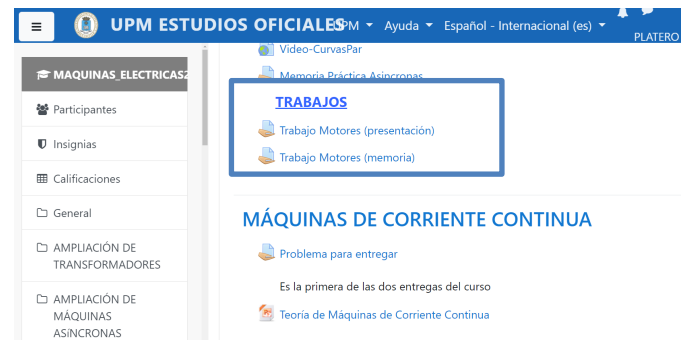 UPM ESTUDIOS OFICIALES
UPM Ayuda Español - Internacional (es)
PLATERO
MAQUINAS_ELECTRICAS2
Participantes
Insignias
Calificaciones
General
AMPLIACIÓN DE
TRANSFORMADORES
AMPLIACIÓN DE
MÁQUINAS
ASíNCRONAS
Video-CurvasPar
Memoria Práctica Asíncronas
TRABAJOS
Trabajo Motores (presentación)
Trabajo Motores (memoria)
MÁQUINAS DE CORRIENTE CONTINUA
Problema para entregar
Es la primera de las dos entregas del curso
Teoría de Máquinas de Corriente Continua